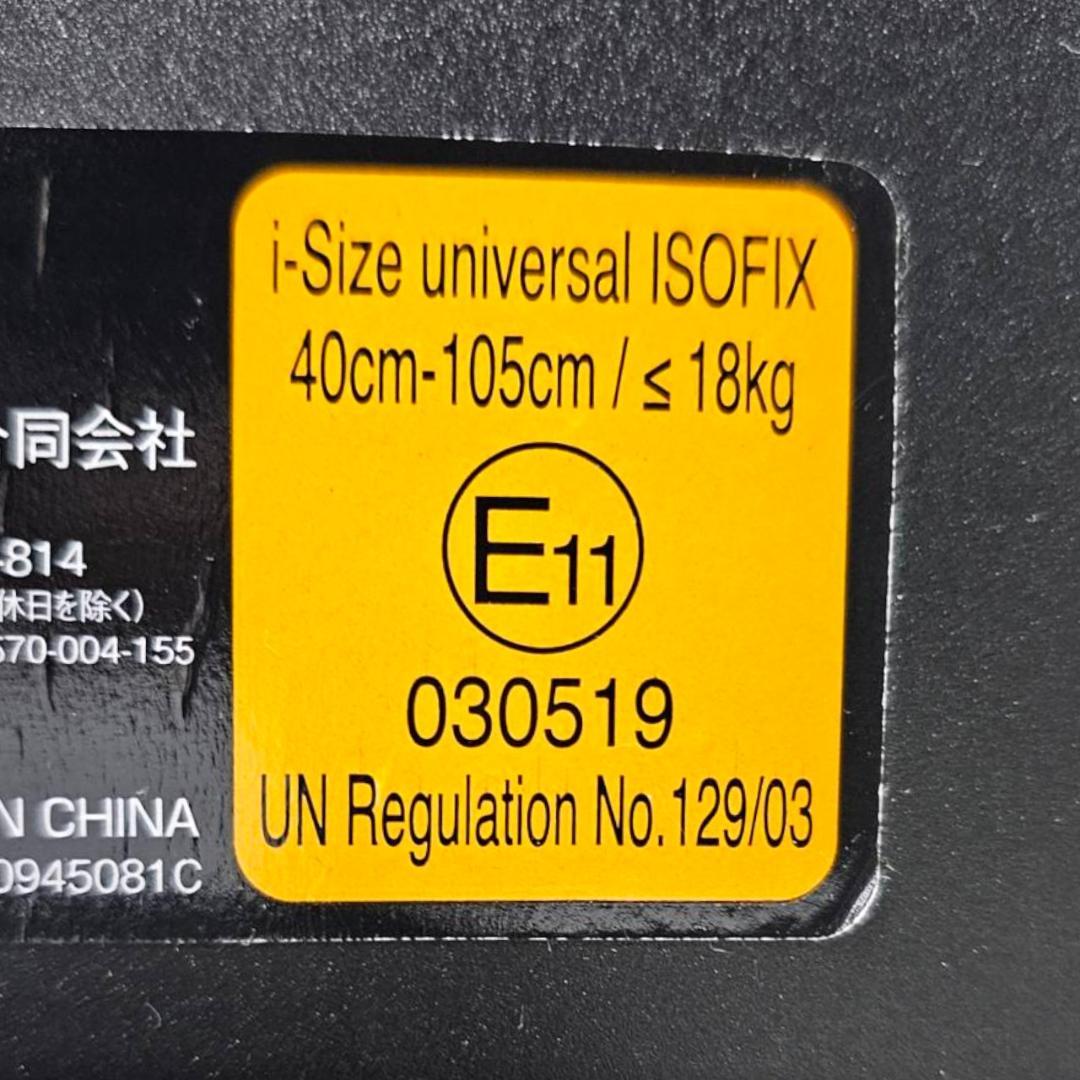 i-Size universal ISOFIX
40cm-105cm / ≤ 18kg
E11
030519
UN Regulation No.129/03
同会社
-814
休日を除く)
570-004-155
N CHINA
0945081C